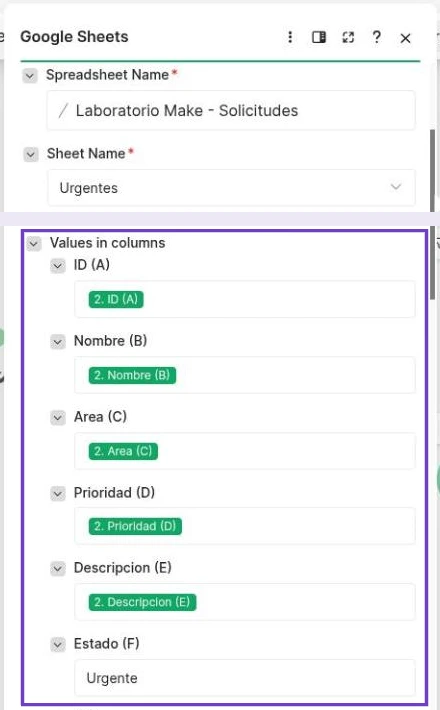 Google Sheets
Spreadsheet Name*
/ Laboratorio Make - Solicitudes
Sheet Name*
Urgentes
Values in columns
ID (A)
2. ID (A)
Nombre (B)
2. Nombre (B)
Area (C)
2. Area (C)
Prioridad (D)
2. Prioridad (D)
Descripcion (E)
2. Descripcion (E)
Estado (F)
Urgente